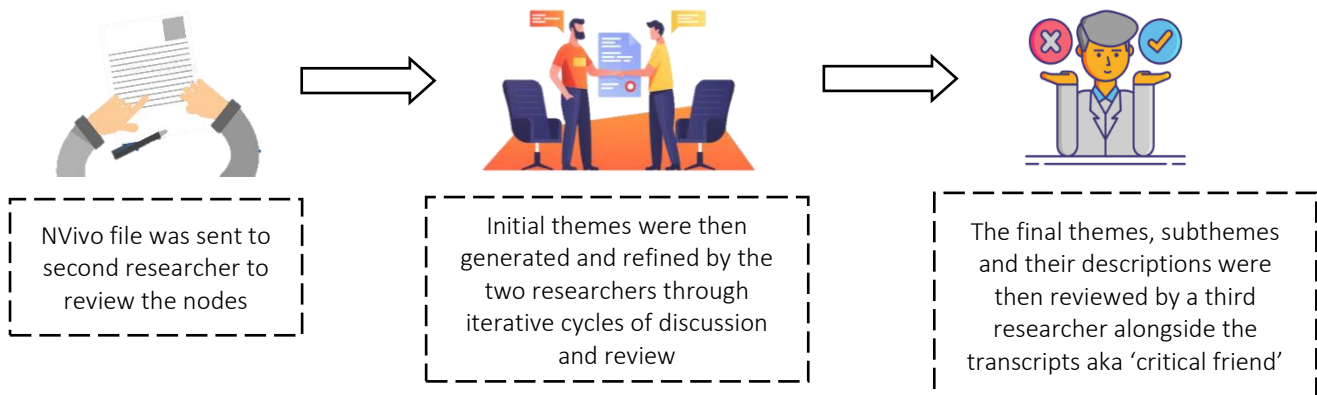 NVivo file was sent to
second researcher to
review the nodes
Initial themes were then
generated and refined by the
two researchers through
iterative cycles of discussion
and review
The final themes, subthemes
and their descriptions were
then reviewed by a third
researcher alongside the
transcripts aka ‘critical friend’